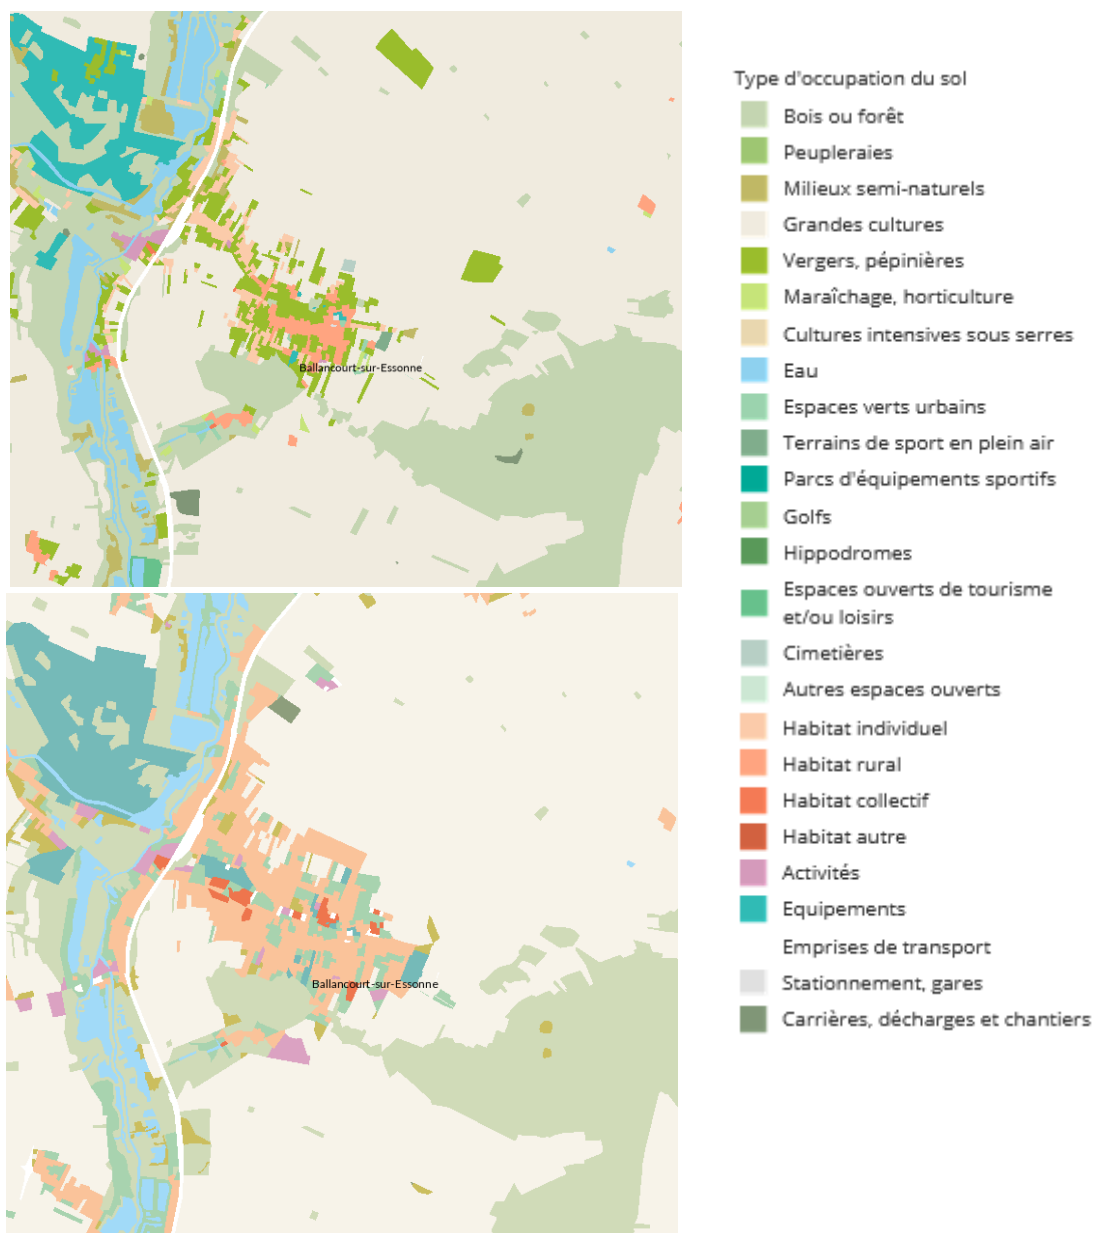 Type d'occupation du sol
Bois ou forêt
Peupleraies
Milieux semi-naturels
Grandes cultures
Vergers, pépinières
Maraîchage, horticulture
Cultures intensives sous serres
Eau
Espaces verts urbains
Terrains de sport en plein air
Parcs d'équipements sportifs
Golfs
Hippodromes
Espaces ouverts de tourisme
et/ou loisirs
Cimetières
Autres espaces ouverts
Habitat individuel
Habitat rural
Habitat collectif
Habitat autre
Activités
Equipements
Emprises de transport
Stationnement, gares
Carrières, décharges et chantiers
Ballancourt-sur-Essonne
Ballancourt-sur-Essonne